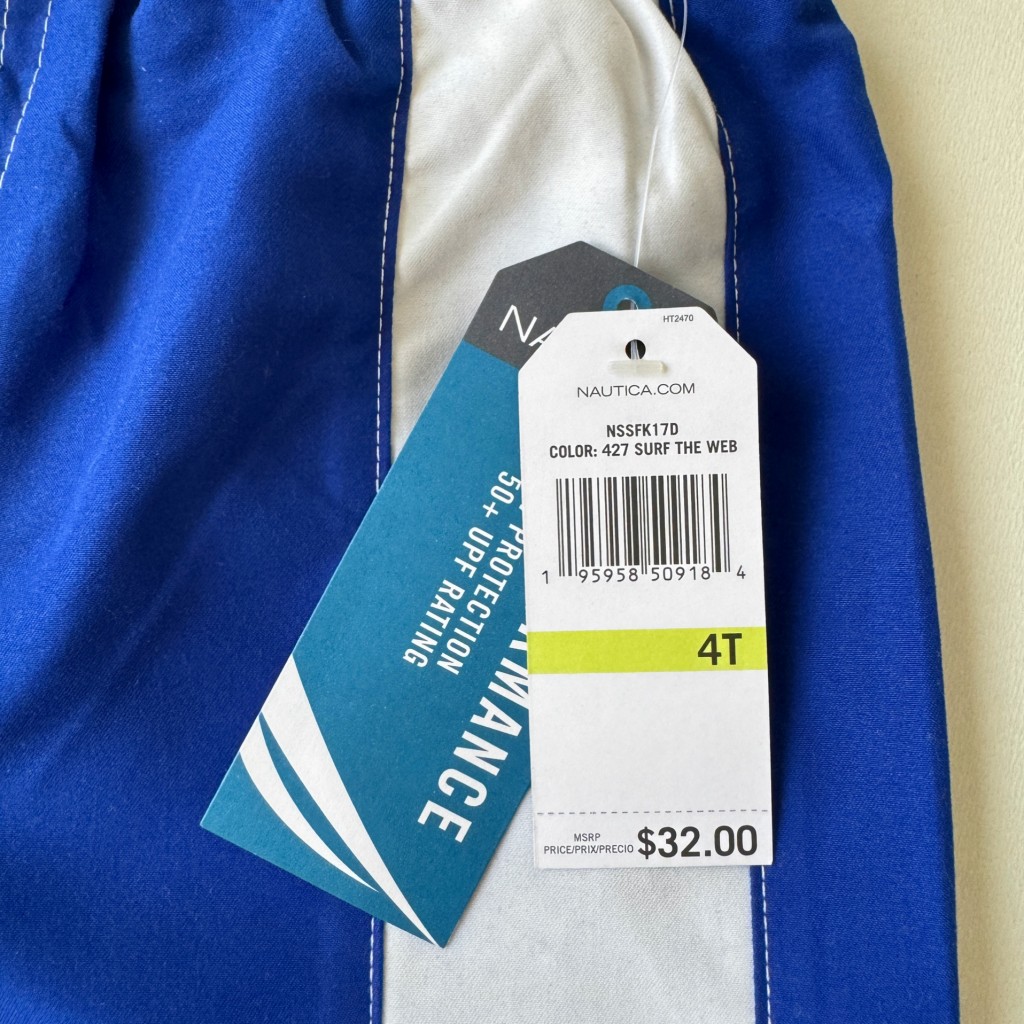 HT2470
NAUTICA.COM
NSSFK17D
COLOR: 427 SURF THE WEB
1 95958 50918 4
4T
MSRP
PRICE/PRIX/PRECIO $32.00
PROTECTION
50+ UPF RATING